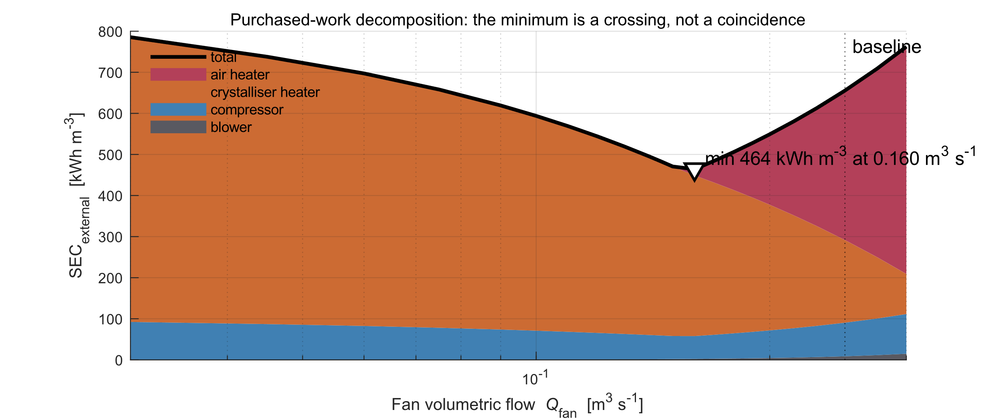 Purchased-work decomposition: the minimum is a crossing, not a coincidence
800
700
600
500
400
300
200
100
0
SEC_external [kWh m⁻³]
total
air heater
crystalliser heater
compressor
blower
baseline
min 464 kWh m⁻³ at 0.160 m³ s⁻¹
10⁻¹
Fan volumetric flow Q_fan [m³ s⁻¹]